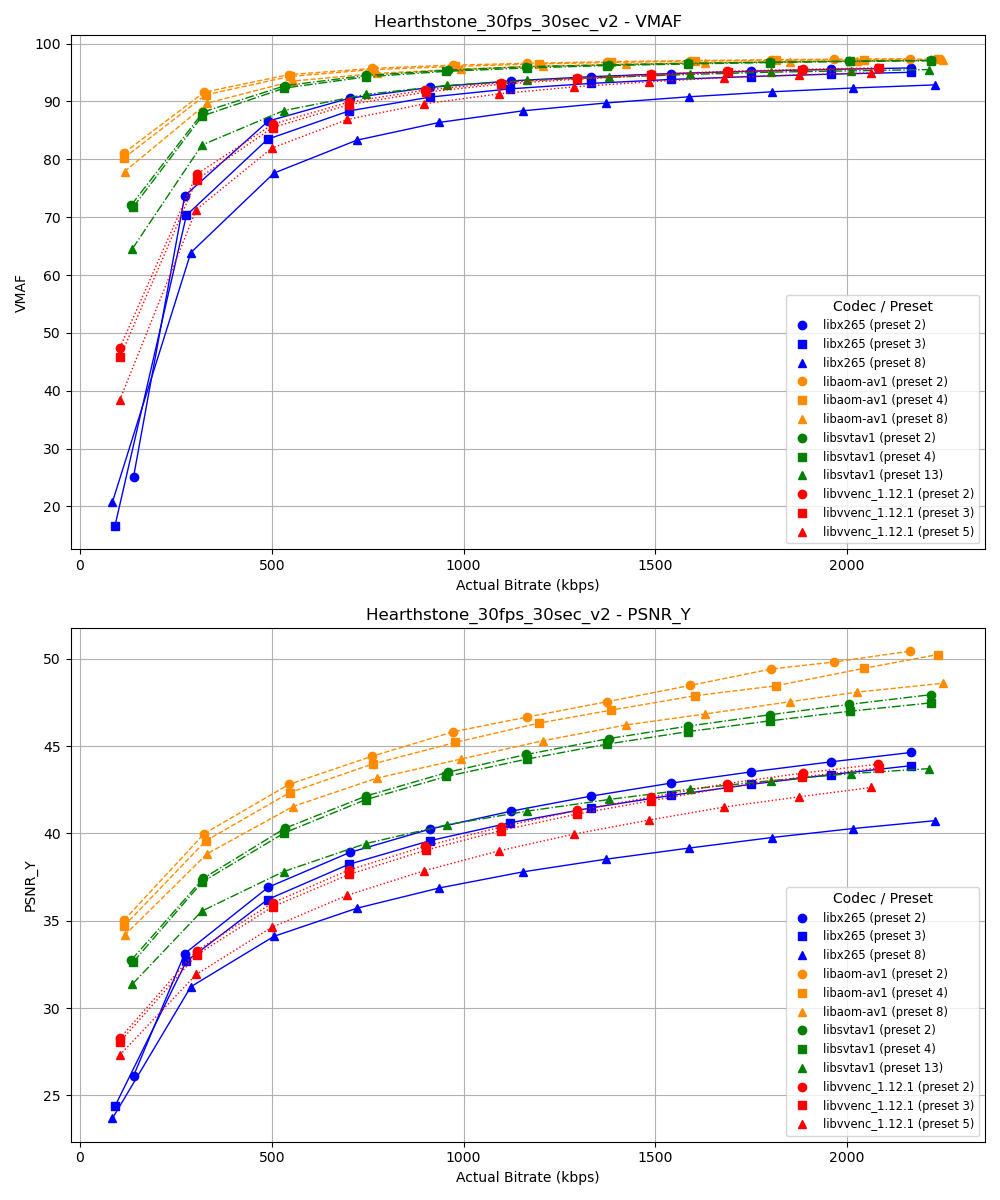 Hearthstone_30fps_30sec_v2 - VMAF
100
90
80
70
60
50
40
30
20
VMAF
Codec / Preset
libx265 (preset 2)
libx265 (preset 3)
libx265 (preset 8)
libaom-av1 (preset 2)
libaom-av1 (preset 4)
libaom-av1 (preset 8)
libsvtav1 (preset 2)
libsvtav1 (preset 4)
libsvtav1 (preset 13)
libvvenc_1.12.1 (preset 2)
libvvenc_1.12.1 (preset 3)
libvvenc_1.12.1 (preset 5)
0 500 1000 1500 2000
Actual Bitrate (kbps)
Hearthstone_30fps_30sec_v2 - PSNR_Y
50
45
40
35
30
25
PSNR_Y
Codec / Preset
libx265 (preset 2)
libx265 (preset 3)
libx265 (preset 8)
libaom-av1 (preset 2)
libaom-av1 (preset 4)
libaom-av1 (preset 8)
libsvtav1 (preset 2)
libsvtav1 (preset 4)
libsvtav1 (preset 13)
libvvenc_1.12.1 (preset 2)
libvvenc_1.12.1 (preset 3)
libvvenc_1.12.1 (preset 5)
0 500 1000 1500 2000
Actual Bitrate (kbps)